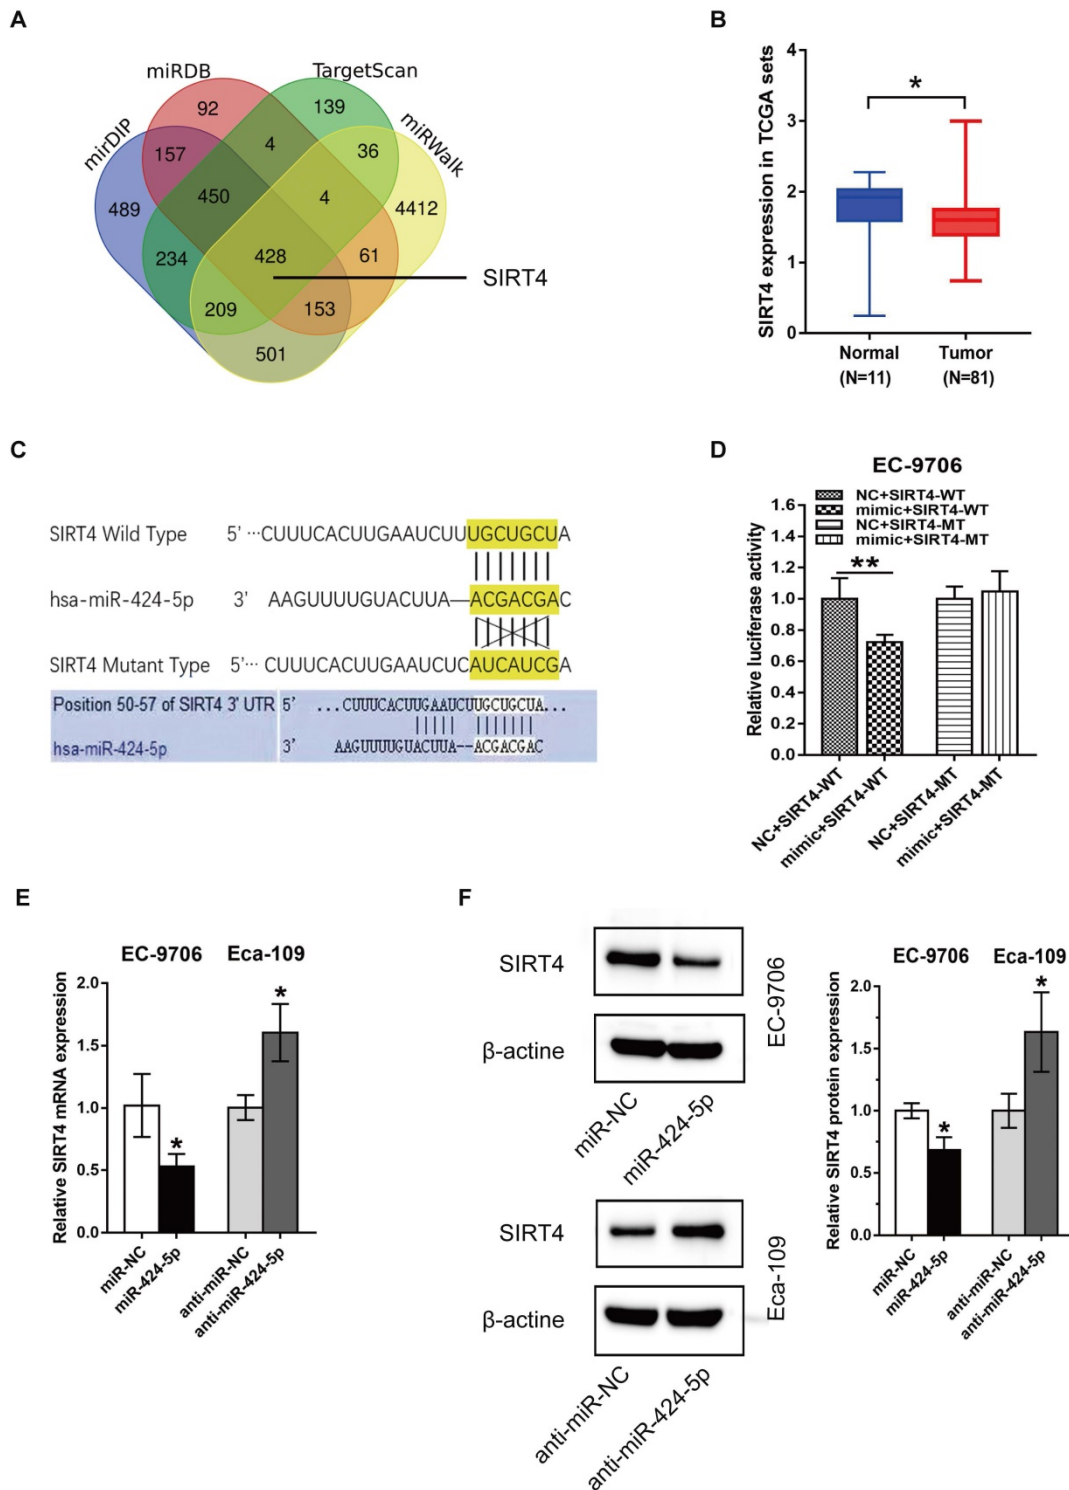 A
miRDB
TargetScan
mirDIP
miRWalk
92
139
157
4
36
489
450
4
4412
234
428
61
SIRT4
209
153
501
B
SIRT4 expression in TCGA sets
4
3
2
1
0
*
Normal
(N=11)
Tumor
(N=81)
C
SIRT4 Wild Type 5' ···CUUUCACUUGAAUCUUUGCUGCUA
hsa-miR-424-5p 3' AAGUUUUGUACUUA—ACGACGAC
SIRT4 Mutant Type 5'··· CUUUCACUUGAAUCUCAUCAUCGA
Position 50-57 of SIRT4 3' UTR 5' ...CUUUCACUUGAAUCUUUGCUGCUA...
hsa-miR-424-5p 3' AAGUUUUGUACUUA--ACGACGAC
D
EC-9706
NC+SIRT4-WT
mimic+SIRT4-WT
NC+SIRT4-MT
mimic+SIRT4-MT
Relative luciferase activity
1.6
1.4
1.2
1.0
0.8
0.6
0.4
0.2
0.0
**
NC+SIRT4-WT
mimic+SIRT4-WT
NC+SIRT4-MT
mimic+SIRT4-MT
E
EC-9706 Eca-109
Relative SIRT4 mRNA expression
2.0
1.5
1.0
0.5
0.0
*
*
miR-NC
miR-424-5p
anti-miR-NC
anti-miR-424-5p
F
SIRT4
β-actine
EC-9706
miR-NC
miR-424-5p
SIRT4
β-actine
Eca-109
anti-miR-NC
anti-miR-424-5p
EC-9706 Eca-109
Relative SIRT4 protein expression
2.0
1.5
1.0
0.5
0.0
*
*
miR-NC
miR-424-5p
anti-miR-NC
anti-miR-424-5p